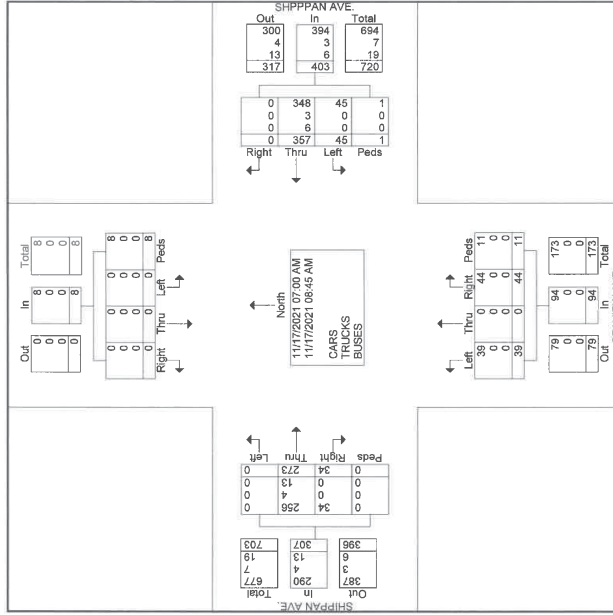 SHPPPAN AVE.
Out In Total
300 394 694
4 3 7
13 6 19
317 403 720
0 348 45 1
0 3 0 0
0 6 0 0
0 357 45 1
Right Thru Left Peds
Out In Total
0 8 8
0 0 0
0 0 0
0 8 8
Right Thru Left Peds
0 0 0 8
0 0 0 0
0 0 0 0
0 0 0 8
North
11/17/2021 07:00 AM
11/17/2021 08:45 AM
CARS
TRUCKS
BUSES
Left Thru Right Peds
39 0 44 11
0 0 0 0
0 0 0 0
39 0 44 11
79 94 173
0 0 0
0 0 0
79 94 173
Out In Total
Left Thru Right Peds
0 273 34 0
0 13 0 0
0 4 0 0
0 256 34 0
703 307 396
19 13 6
7 4 3
677 290 387
Total In Out
SHIPPAN AVE.